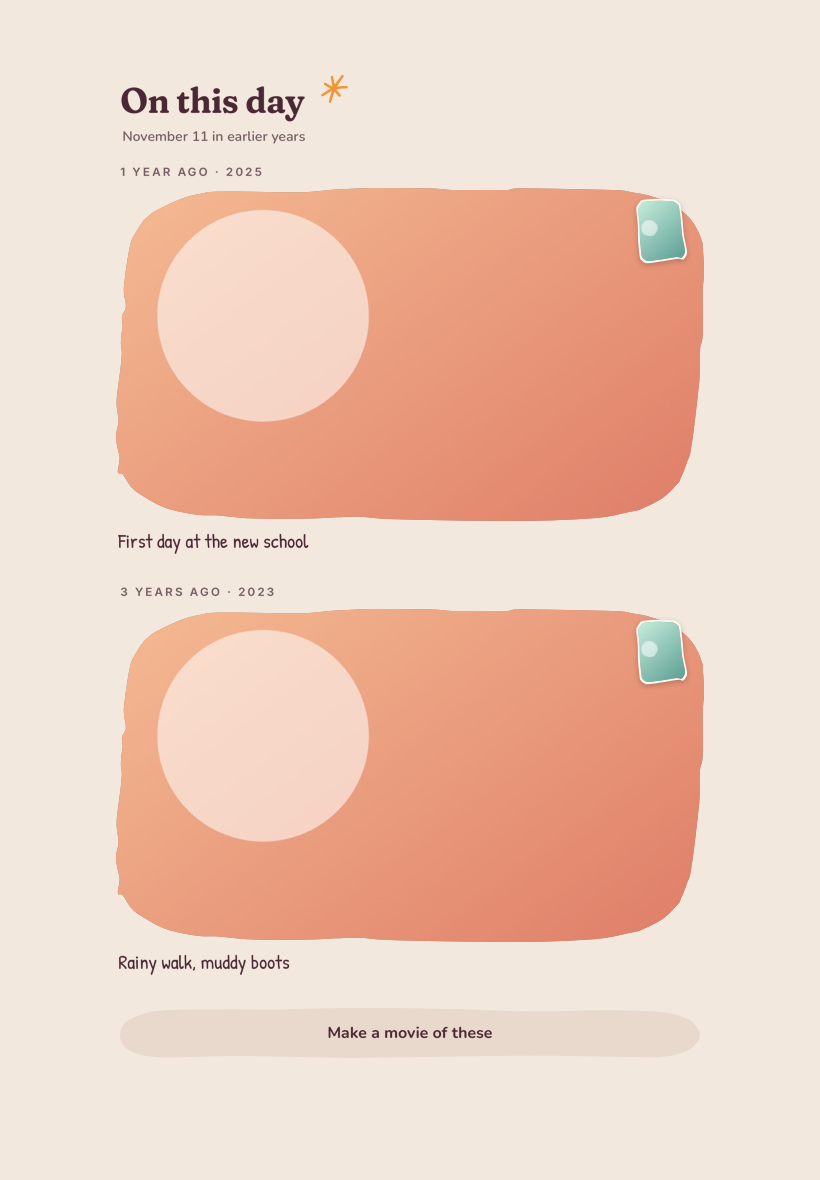 On this day
November 11 in earlier years
1 YEAR AGO · 2025
First day at the new school
3 YEARS AGO · 2023
Rainy walk, muddy boots
Make a movie of these